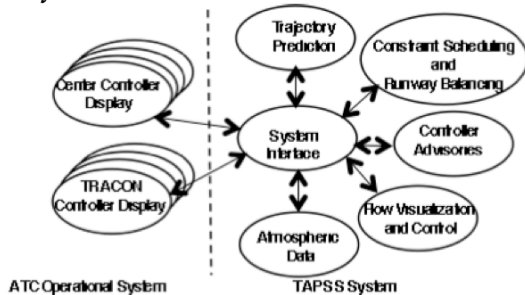 Trajectory
Prediction
Constraint Scheduling
and
Runway Balancing
Center Controller
Display
System
Interface
Controller
Advisories
TRACON
Controller Display
Flow Visualization
and Control
Atmospheric
Data
ATC Operational System
TAPSS System